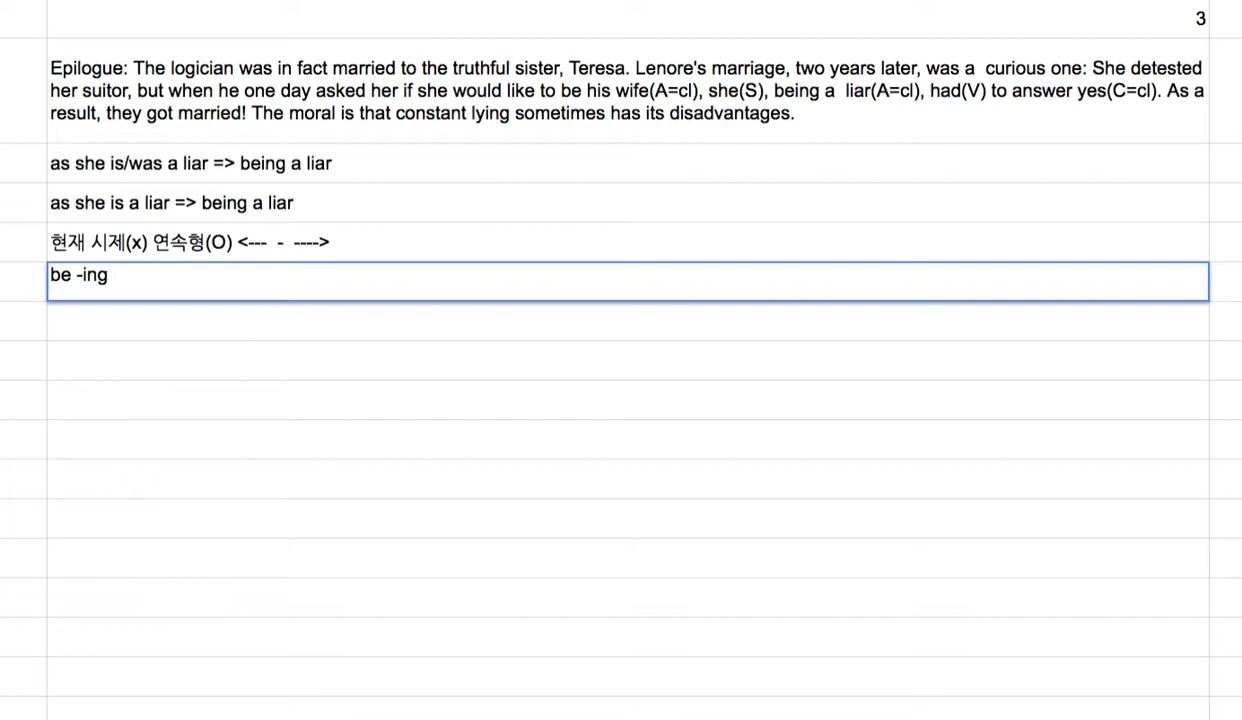 3
Epilogue: The logician was in fact married to the truthful sister, Teresa. Lenore's marriage, two years later, was a  curious one: She detested
her suitor, but when he one day asked her if she would like to be his wife(A=cl), she(S), being a  liar(A=cl), had(V) to answer yes(C=cl). As a
result, they got married! The moral is that constant lying sometimes has its disadvantages.
as she is/was a liar => being a liar
as she is a liar => being a liar
현재 시제(x) 연속형(O) <---  -  ---->
be -ing